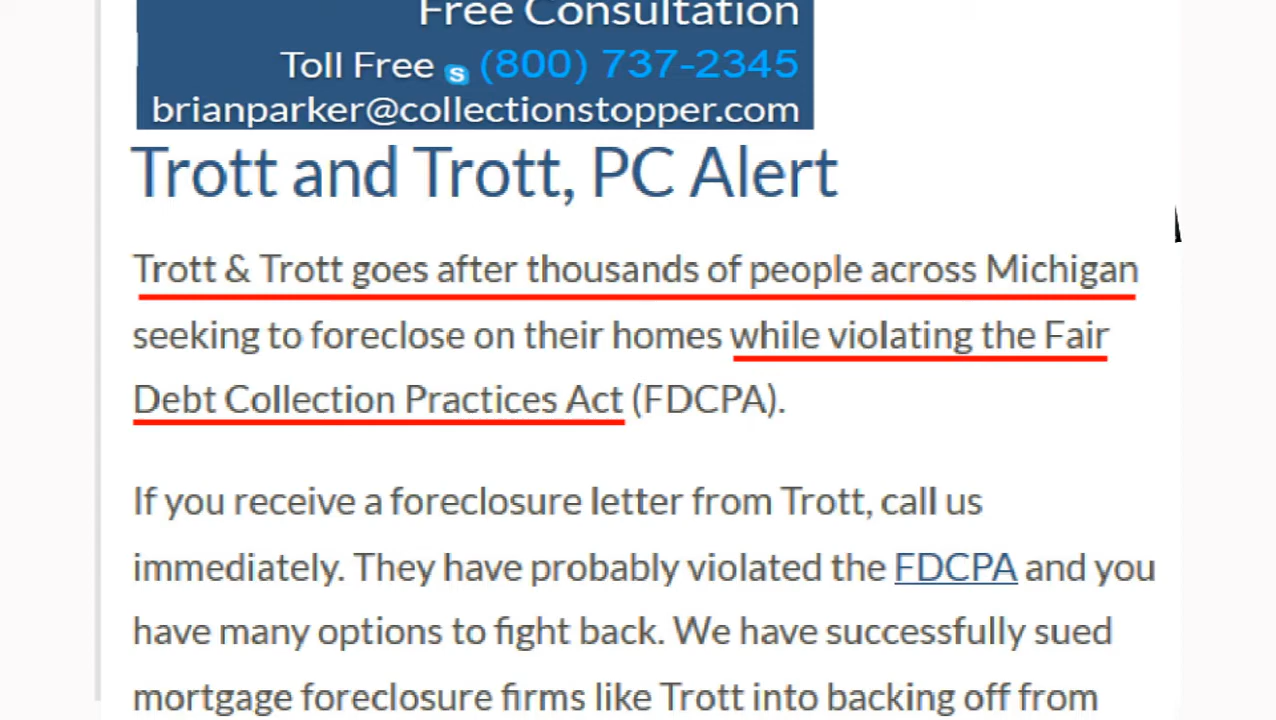 Free Consultation
Toll Free (800) 737-2345
brianparker@collectionstopper.com
Trott and Trott, PC Alert
Trott & Trott goes after thousands of people across Michigan
seeking to foreclose on their homes while violating the Fair
Debt Collection Practices Act (FDCPA).
If you receive a foreclosure letter from Trott, call us
immediately. They have probably violated the FDCPA and you
have many options to fight back. We have successfully sued
mortgage foreclosure firms like Trott into backing off from